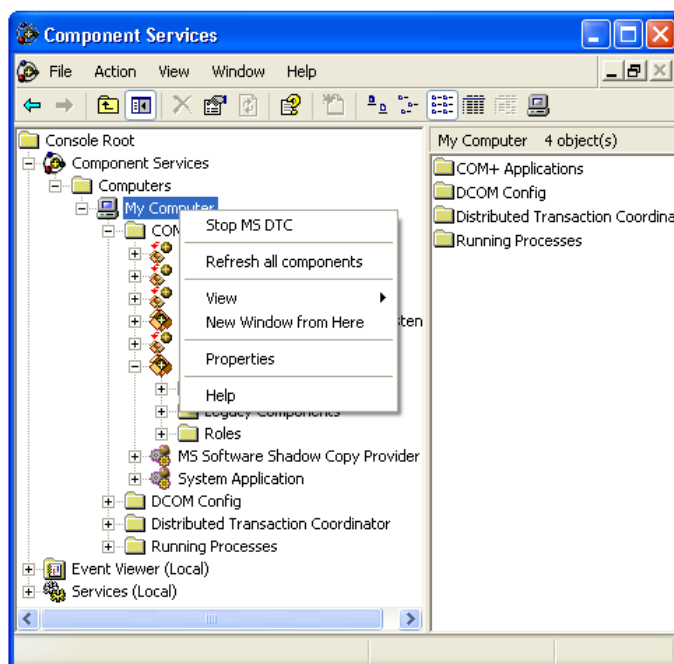 Component Services
File Action View Window Help
Console Root
Component Services
Computers
My Computer
COM
DCOM Config
Distributed Transaction Coordinator
Running Processes
Legacy Components
Roles
MS Software Shadow Copy Provider
System Application
Event Viewer (Local)
Services (Local)
Stop MS DTC
Refresh all components
View
New Window from Here
Properties
Help
My Computer 4 object(s)
COM+ Applications
DCOM Config
Distributed Transaction Coordina
Running Processes